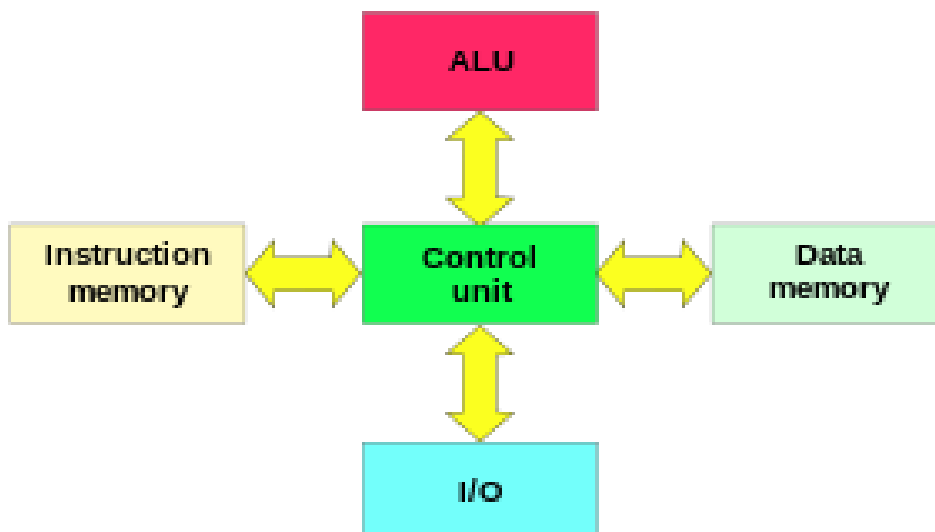 ALU
Instruction
memory
Control
unit
Data
memory
I/O